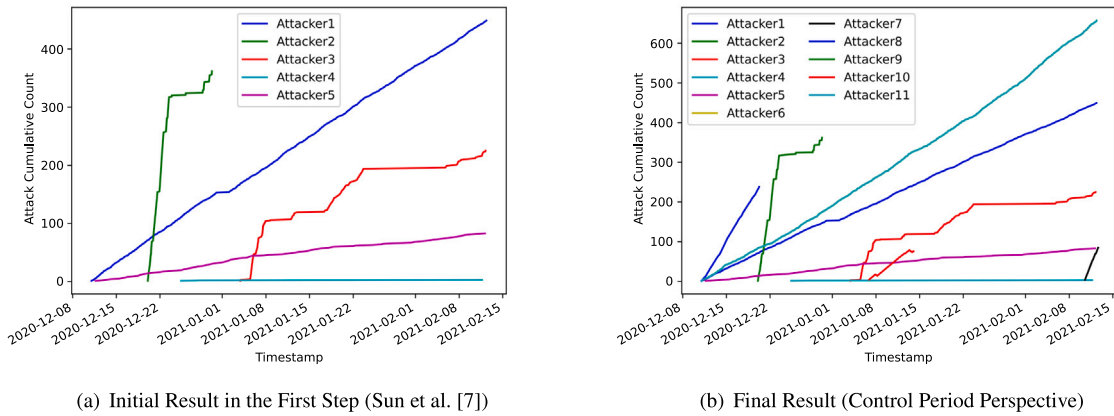 Attacker1
Attacker2
Attacker3
Attacker4
Attacker5
400
300
200
100
0
Attack Cumulative Count
2020-12-08
2020-12-15
2020-12-22
2021-01-01
2021-01-08
2021-01-15
2021-01-22
2021-02-01
2021-02-08
2021-02-15
Timestamp
(a) Initial Result in the First Step (Sun et al. [7])
Attacker1
Attacker2
Attacker3
Attacker4
Attacker5
Attacker6
Attacker7
Attacker8
Attacker9
Attacker10
Attacker11
600
500
400
300
200
100
0
Attack Cumulative Count
2020-12-08
2020-12-15
2020-12-22
2021-01-01
2021-01-08
2021-01-15
2021-01-22
2021-02-01
2021-02-08
2021-02-15
Timestamp
(b) Final Result (Control Period Perspective)